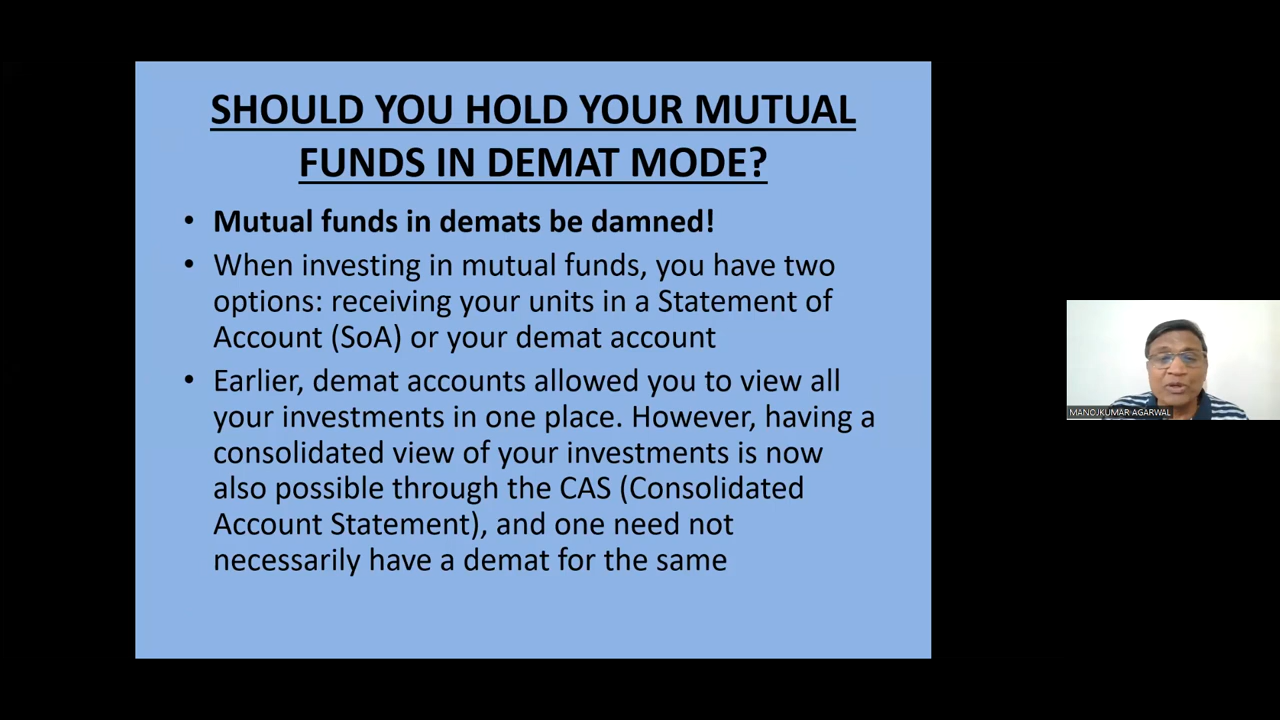 SHOULD YOU HOLD YOUR MUTUAL
FUNDS IN DEMAT MODE?
• Mutual funds in demats be damned!
• When investing in mutual funds, you have two
options: receiving your units in a Statement of
Account (SoA) or your demat account
• Earlier, demat accounts allowed you to view all
your investments in one place. However, having a
consolidated view of your investments is now
also possible through the CAS (Consolidated
Account Statement), and one need not
necessarily have a demat for the same
MANOJKUMAR AGARWAL